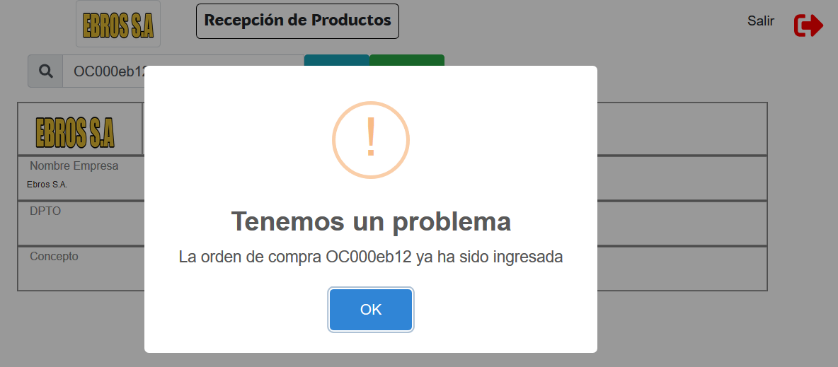 EBROS S.A
Recepción de Productos
Salir
OC000eb12
EBROS S.A
Nombre Empresa
Ebros S.A.
DPTO
Concepto
!
Tenemos un problema
La orden de compra OC000eb12 ya ha sido ingresada
OK